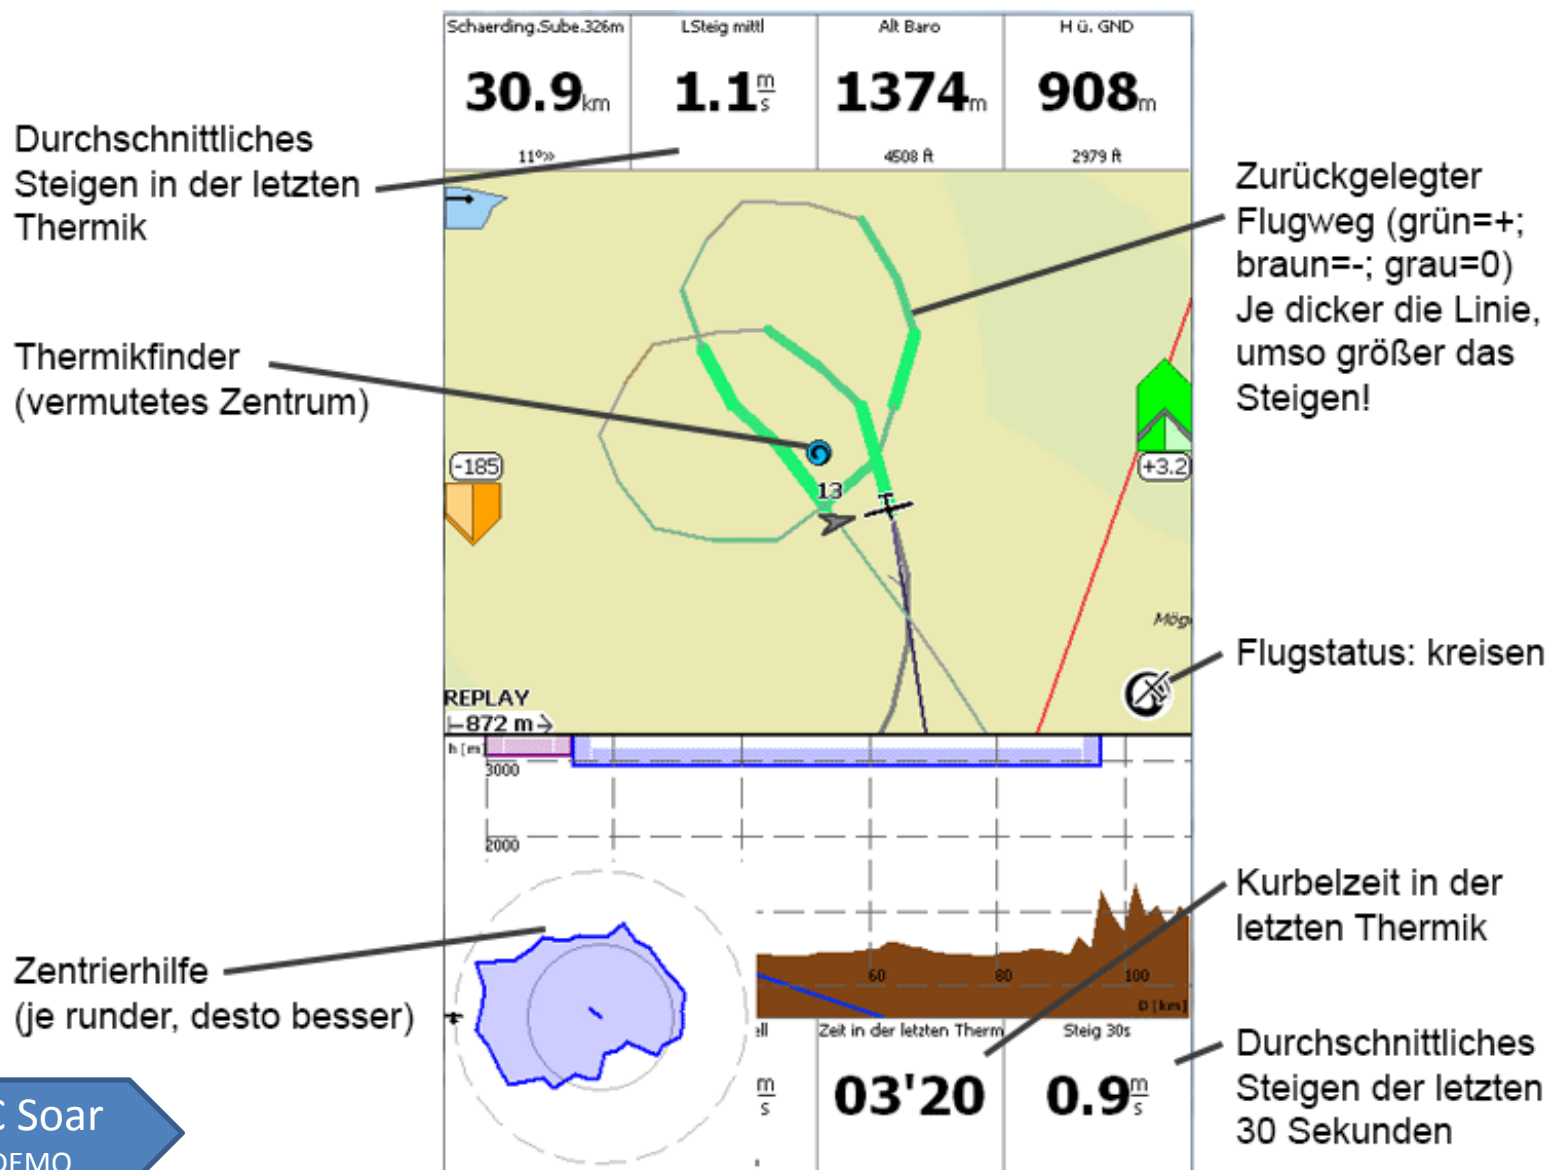 Schaerding.Sube.326m
LSteig mittl
Alt Baro
H ü. GND
30.9km
1.1 m/s
1374m
908m
11°»
4508 ft
2979 ft
Durchschnittliches
Steigen in der letzten
Thermik
Zurückgelegter
Flugweg (grün=+;
braun=-; grau=0)
Je dicker die Linie,
umso größer das
Steigen!
Thermikfinder
(vermutetes Zentrum)
-185
+3.2
13
Flugstatus: kreisen
REPLAY
872 m
h [m]
3000
2000
Kurbelzeit in der
letzten Thermik
Zentrierhilfe
(je runder, desto besser)
60
80
100
D [km]
Zeit in der letzten Therm
Steig 30s
m/s
03'20
0.9 m/s
Durchschnittliches
Steigen der letzten
30 Sekunden
Soar
DEMO